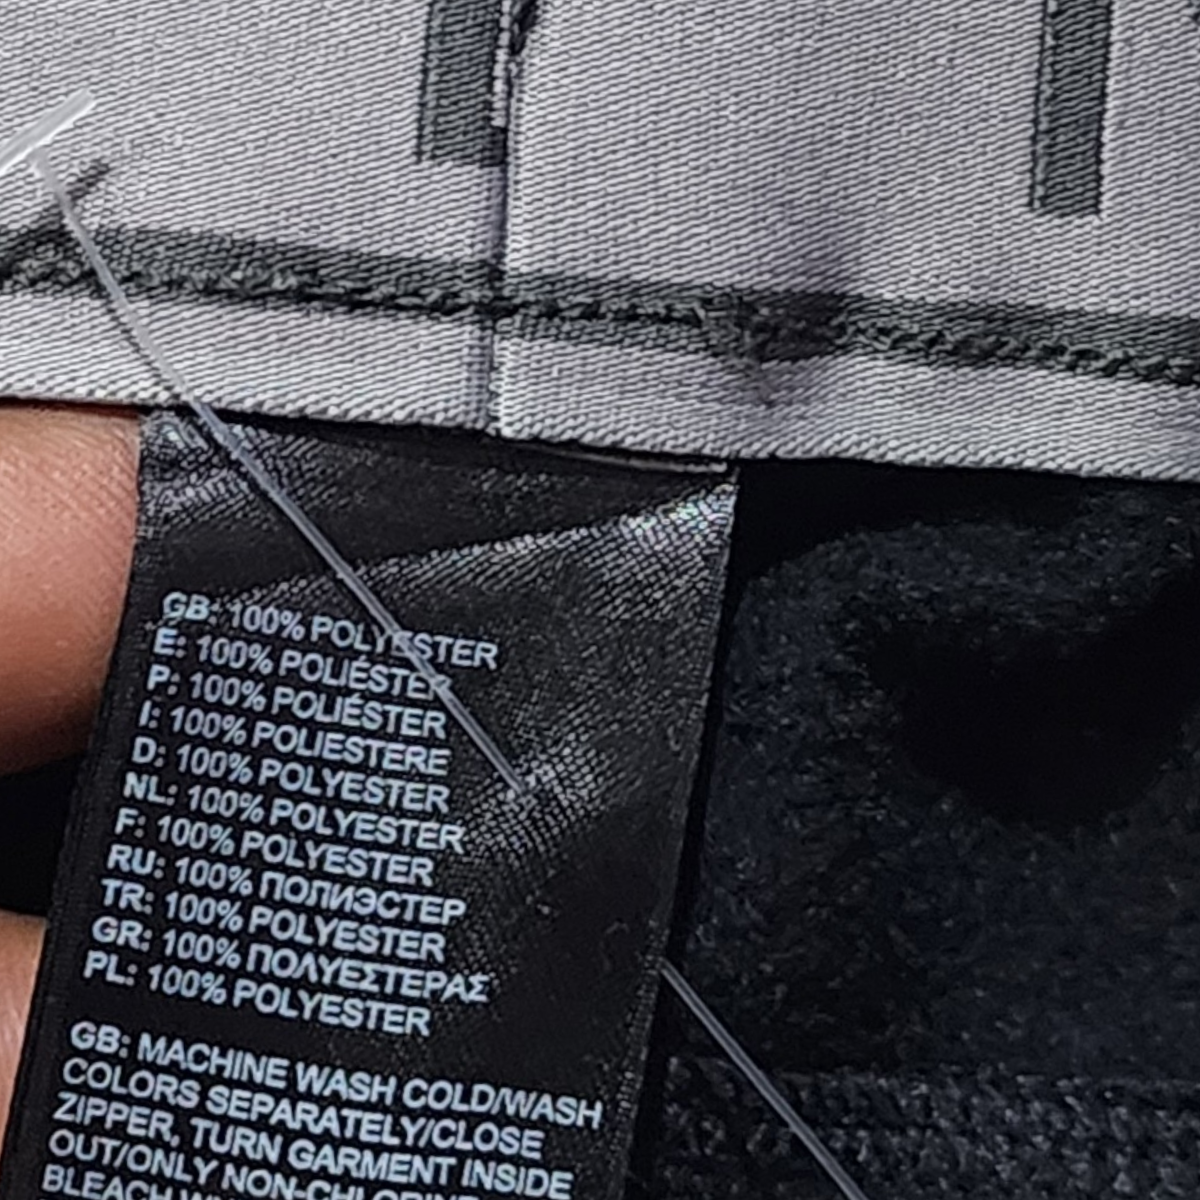 GB: 100% POLYESTER
E: 100% POLIÉSTER
P: 100% POLIÉSTER
I: 100% POLIESTERE
D: 100% POLYESTER
NL: 100% POLYESTER
F: 100% POLYESTER
RU: 100% ПОЛИЭСТЕР
TR: 100% POLYESTER
GR: 100% ΠΟΛΥΕΣΤΕΡΑΣ
PL: 100% POLYESTER
GB: MACHINE WASH COLD/WASH
COLORS SEPARATELY/CLOSE
ZIPPER, TURN GARMENT INSIDE
OUT/ONLY NON-CHLORINE
BLEACH